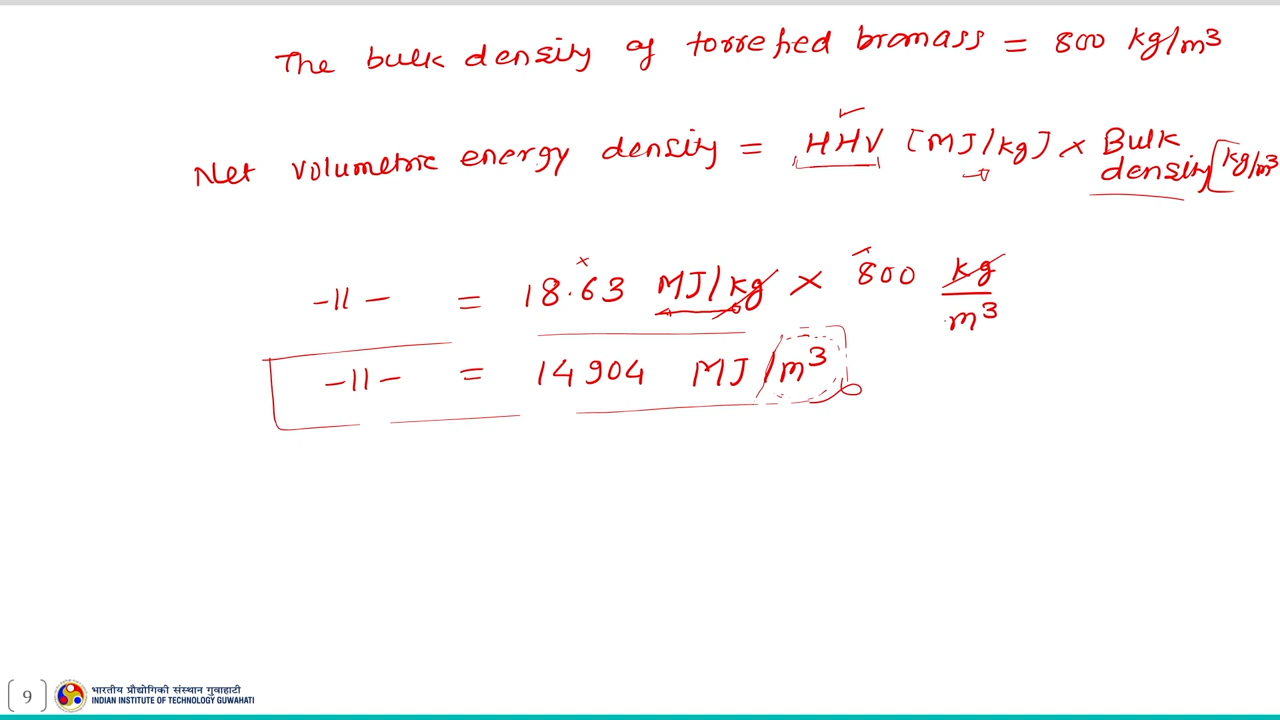 The bulk density of torrefied biomass = 800 kg/m³
Net volumetric energy density = HHV [MJ/kg] × Bulk density [kg/m³
-11- = 18.63 MJ/kg × 800 kg/m³
-11- = 14904 MJ/m³
9
भारतीय प्रौद्योगिकी संस्थान गुवाहाटी
INDIAN INSTITUTE OF TECHNOLOGY GUWAHATI